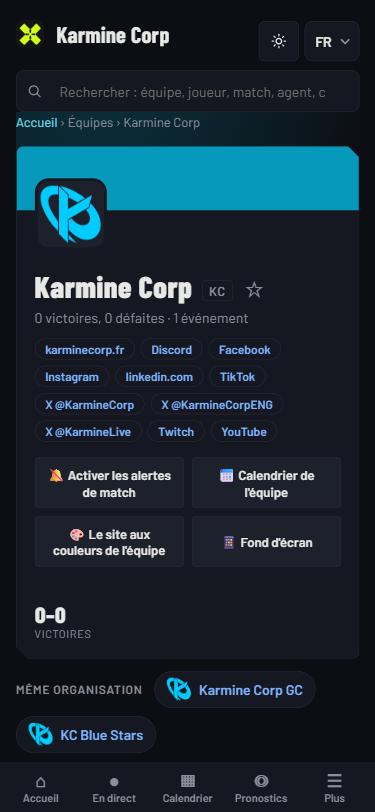 Karmine Corp
FR
Rechercher : équipe, joueur, match, agent, c
Accueil › Équipes › Karmine Corp
Karmine Corp KC
0 victoires, 0 défaites · 1 événement
karminecorp.fr Discord Facebook
Instagram linkedin.com TikTok
X @KarmineCorp X @KarmineCorpENG
X @KarmineLive Twitch YouTube
Activer les alertes
de match
Calendrier de
l'équipe
Le site aux
couleurs de l'équipe
Fond d'écran
0–0
VICTOIRES
MÊME ORGANISATION Karmine Corp GC
KC Blue Stars
Accueil En direct Calendrier Pronostics Plus